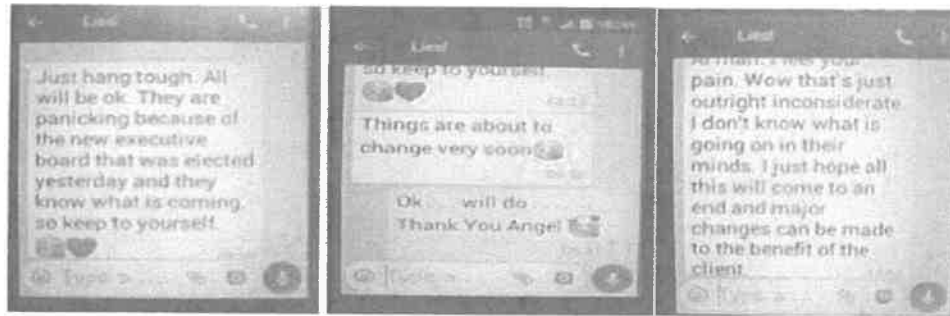 Liesl
Just hang tough. All
will be ok. They are
panicking because of
the new executive
board that was elected
yesterday and they
know what is coming,
so keep to yourself.
Liesl
so keep to yourself.
Things are about to
change very soon
Ok.... will do
Thank You Angel
Liesl
pain. Wow that's just
outright inconsiderate.
I don't know what is
going on in their
minds. I just hope all
this will come to an
end and major
changes can be made
to the benefit of the
client.